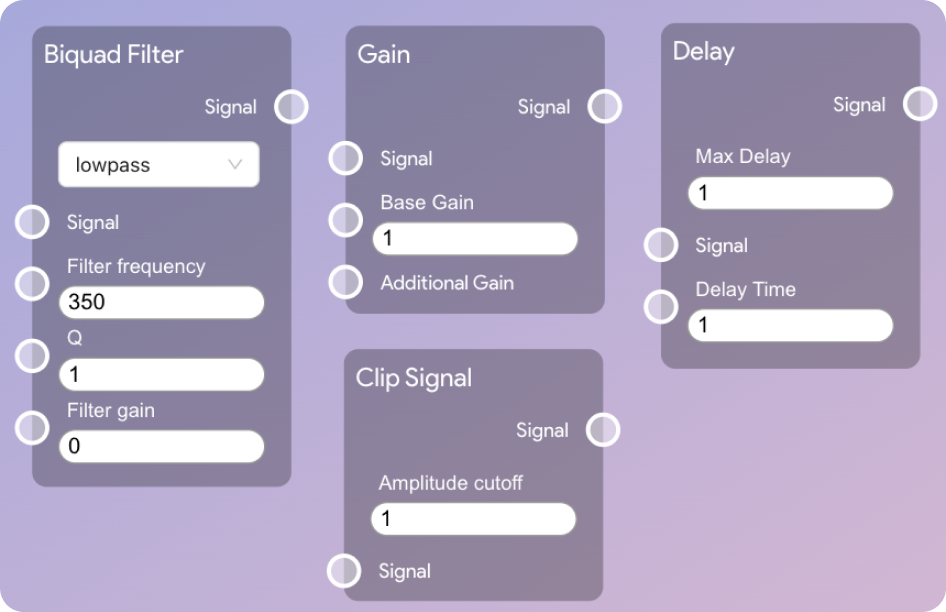 Biquad Filter
Signal
lowpass
Signal
Filter frequency
350
Q
1
Filter gain
0
Gain
Signal
Signal
Base Gain
1
Additional Gain
Clip Signal
Signal
Amplitude cutoff
1
Signal
Delay
Signal
Max Delay
1
Signal
Delay Time
1